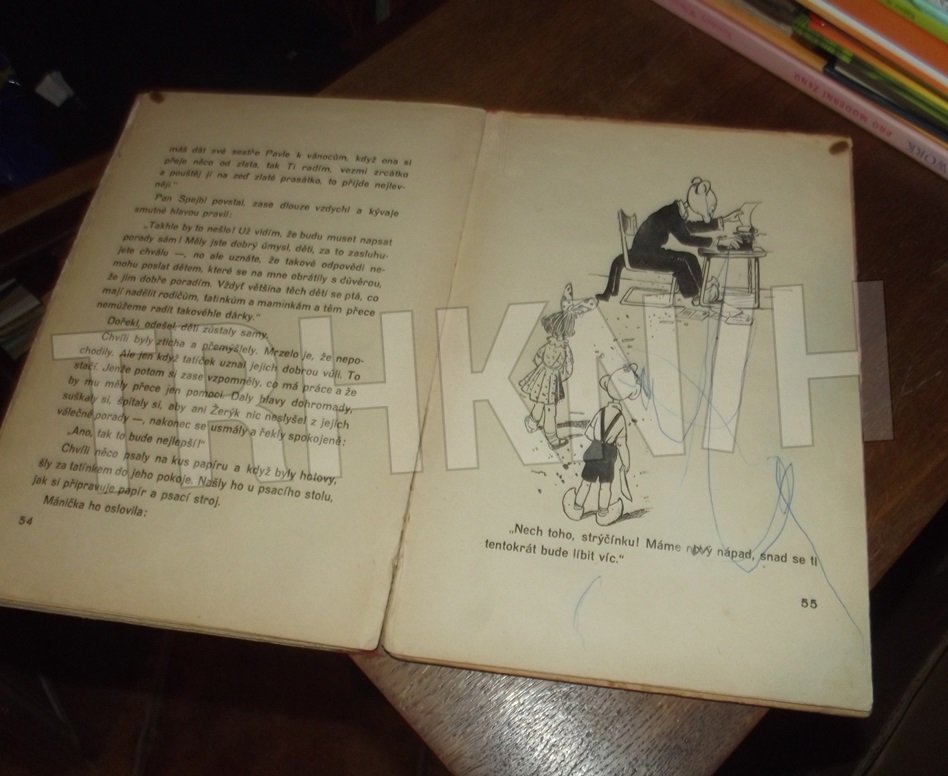 máš dát své sestře Pavle k vánocům, když ona si
přeje něco od zlata, tak Ti radím, vezmi zrcátko
a pouštěj jí na zeď zlaté prasátko, to přijde nejlev-
něji."
Pan Spejbl povstal, zase dlouze vzdychl a kývaje
smutně hlavou pravil:
„Takhle by to nešlo! Už vidím, že budu muset napsat
porady sám! Měly jste dobrý úmysl, děti, za to zasluhu-
jete chválu —, no ale uznáte, že takové odpovědi ne-
mohu poslat dětem, které se na mne obrátily s důvěrou,
že jim dobře poradím. Vždyť většina těch dětí se ptá, co
mají nadělit rodičům, tatínkům a maminkám a těm přece
nemůžeme radit takovéhle dárky."
Dořekl, odešel, děti zůstaly samy.
Chvíli byly zticha a přemýšlely. Mrzelo je, že nepo-
chodily. Ale jen když tatíček uznal jejich dobrou vůli. To
stačí. Jenže potom si zase vzpomněly, co má práce a že
by mu měly přece jen pomoci. Daly hlavy dohromady,
suškaly si, špitaly si, aby ani Žerýk nic neslyšel z jejich
válečné porady —, nakonec se usmály a řekly spokojeně:
„Ano, tak to bude nejlepší!"
Chvíli něco psaly na kus papíru a když byly hotovy,
šly za tatínkem do jeho pokoje. Našly ho u psacího stolu,
jak si připravuje papír a psací stroj.
Mánička ho oslovila:
54
„Nech toho, strýčínku! Máme nový nápad, snad se ti
tentokrát bude líbit víc."
55
TRHKNIH
PRO MODERNÍ ŽENU
WORK